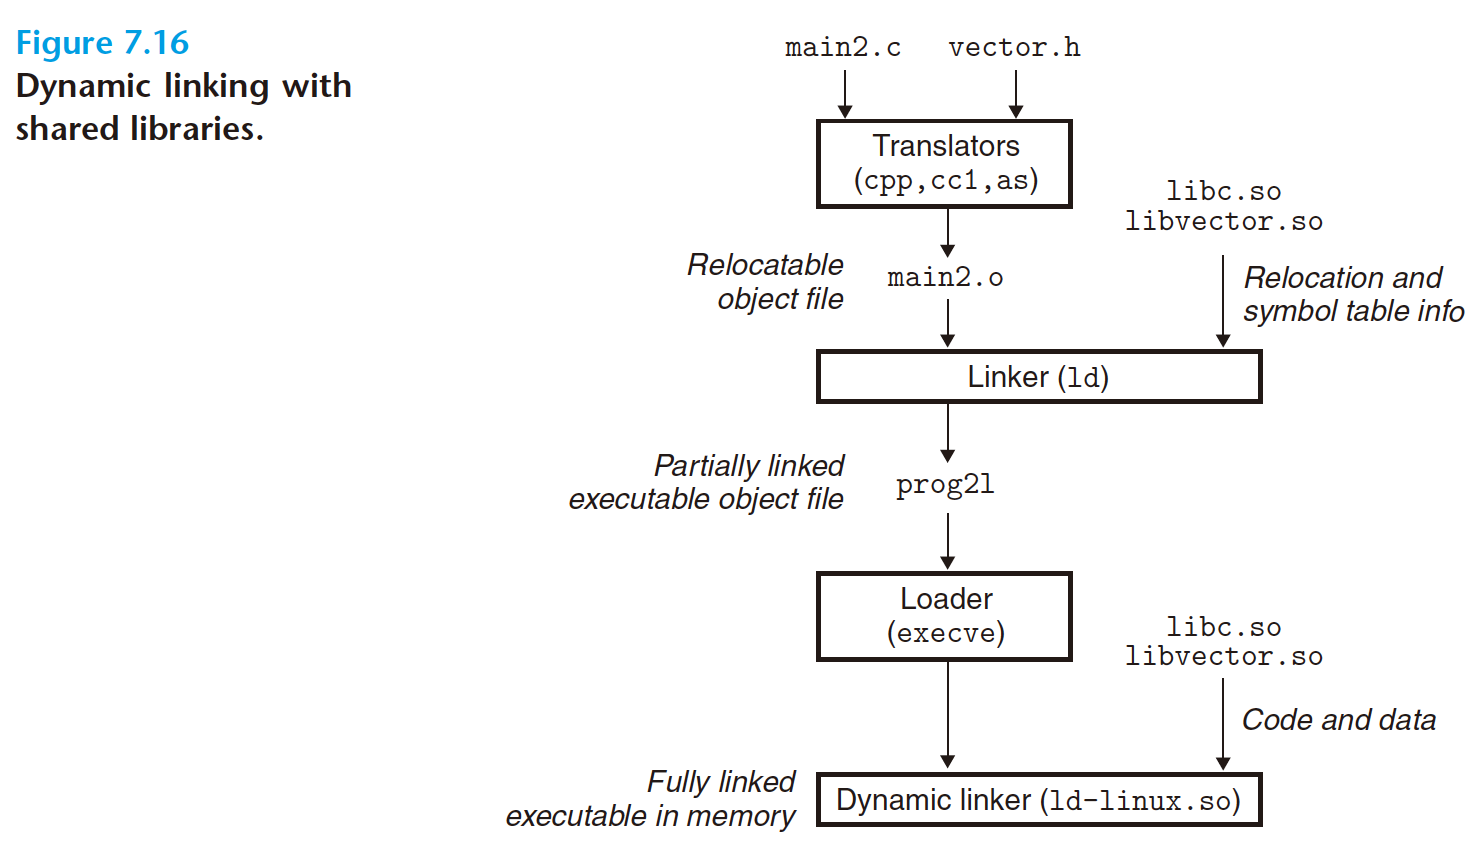 Figure 7.16
Dynamic linking with
shared libraries.
main2.c vector.h
Translators
(cpp,cc1,as)
libc.so
libvector.so
Relocatable
object file
main2.o
Relocation and
symbol table info
Linker (ld)
Partially linked
executable object file
prog2l
Loader
(execve)
libc.so
libvector.so
Code and data
Fully linked
executable in memory
Dynamic linker (ld-linux.so)